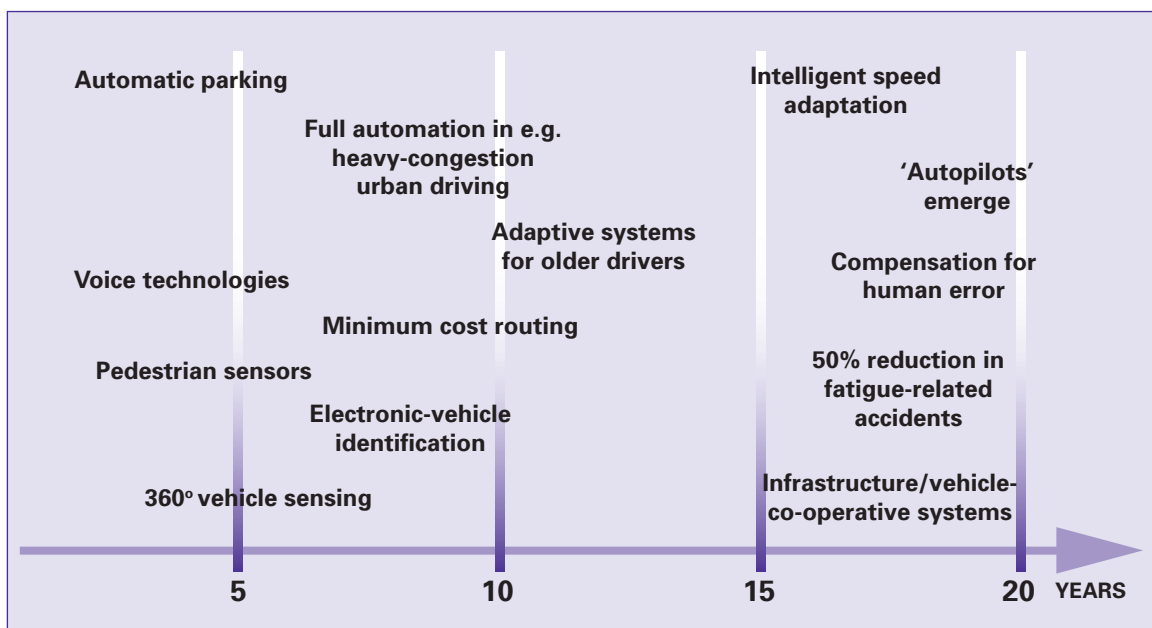 Automatic parking
Full automation in e.g.
heavy-congestion
urban driving
Voice technologies
Minimum cost routing
Pedestrian sensors
Electronic-vehicle
identification
360º vehicle sensing
Adaptive systems
for older drivers
Intelligent speed
adaptation
‘Autopilots’
emerge
Compensation for
human error
50% reduction in
fatigue-related
accidents
Infrastructure/vehicle-
co-operative systems
5
10
15
20
YEARS